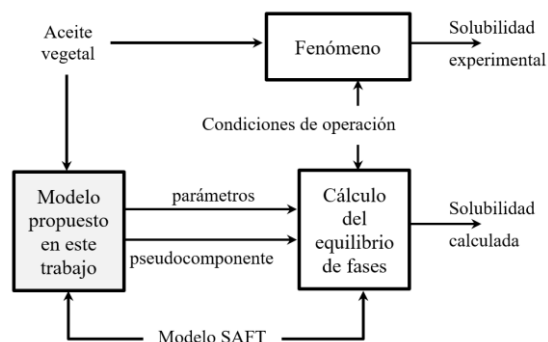 Aceite
vegetal
Fenómeno
Solubilidad
experimental
Condiciones de operación
Modelo
propuesto
en este
trabajo
parámetros
pseudocomponente
Cálculo
del
equilibrio
de fases
Solubilidad
calculada
Modelo SAFT